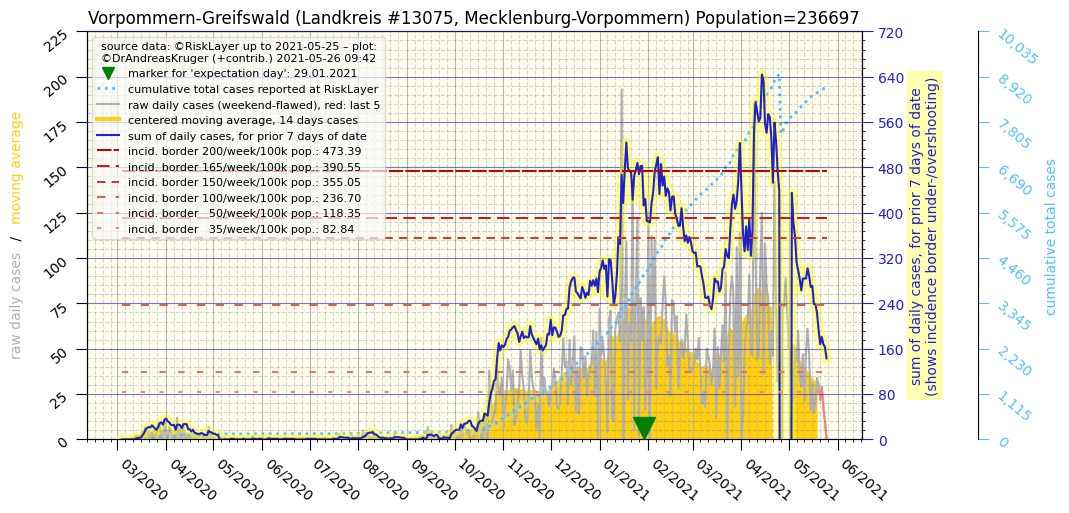 Vorpommern-Greifswald (Landkreis #13075, Mecklenburg-Vorpommern) Population=236697
source data: ©RiskLayer up to 2021-05-25 – plot:
©DrAndreasKruger (+contrib.) 2021-05-26 09:42
marker for 'expectation day': 29.01.2021
cumulative total cases reported at RiskLayer
raw daily cases (weekend-flawed), red: last 5
centered moving average, 14 days cases
sum of daily cases, for prior 7 days of date
incid. border 200/week/100k pop.: 473.39
incid. border 165/week/100k pop.: 390.55
incid. border 150/week/100k pop.: 355.05
incid. border 100/week/100k pop.: 236.70
incid. border   50/week/100k pop.: 118.35
incid. border   35/week/100k pop.: 82.84
raw daily cases / moving average
225
200
175
150
125
100
75
50
25
0
03/2020
04/2020
05/2020
06/2020
07/2020
08/2020
09/2020
10/2020
11/2020
12/2020
01/2021
02/2021
03/2021
04/2021
05/2021
06/2021
720
640
560
480
400
320
240
160
80
0
sum of daily cases, for prior 7 days of date
(shows incidence border under-/overshooting)
10,035
8,920
7,805
6,690
5,575
4,460
3,345
2,230
1,115
0
cumulative total cases